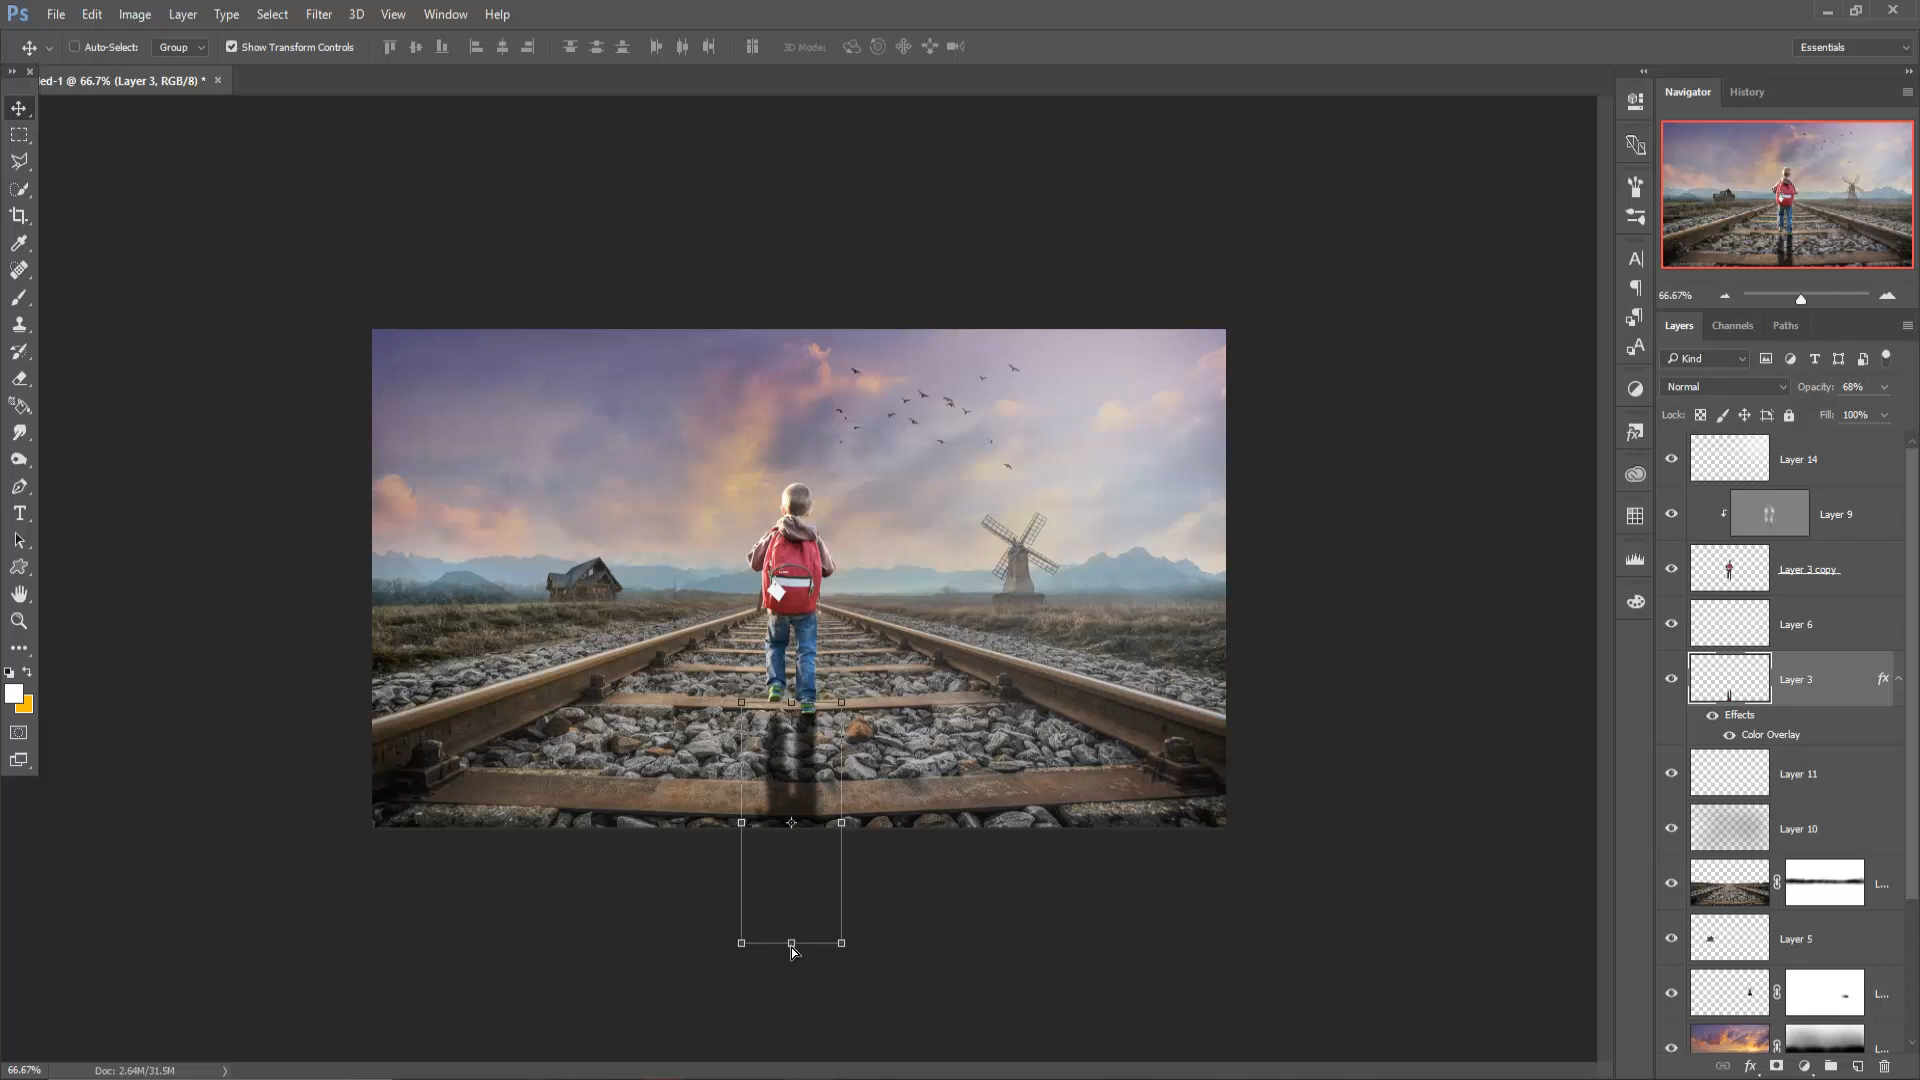 Ps File Edit Image Layer Type Select Filter 3D View Window Help
Auto-Select: Group Show Transform Controls 3D Mode: Essentials
ed-1 @ 66.7% (Layer 3, RGB/8) * ×
Navigator History
66.67%
Layers Channels Paths
Kind
Normal Opacity: 68%
Lock: Fill: 100%
Layer 14
Layer 9
Layer 3 copy
Layer 6
Layer 3 fx
Effects
Color Overlay
Layer 11
Layer 10
L...
Layer 5
L...
L...
66.67% Doc: 2.64M/31.5M